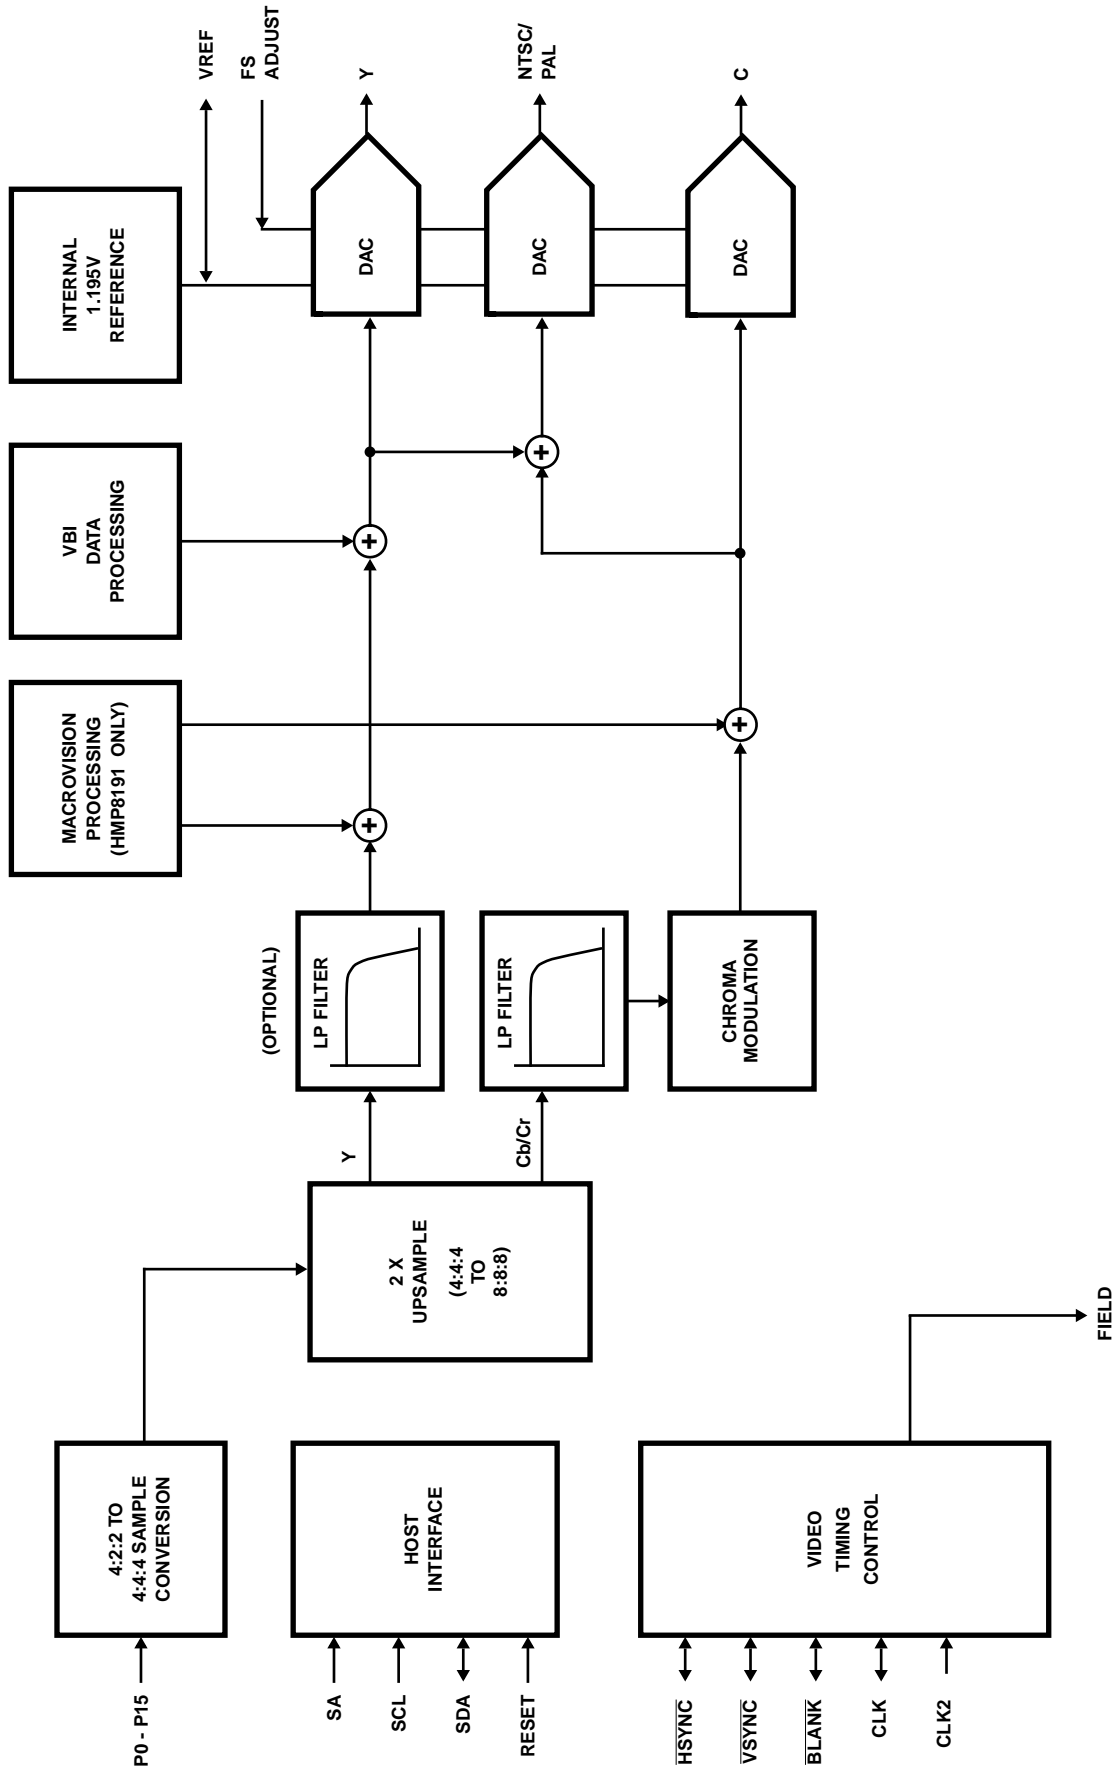 P0 - P15
4:2:2 TO
4:4:4 SAMPLE
CONVERSION
SA
SCL
SDA
RESET
HOST
INTERFACE
HSYNC
VSYNC
BLANK
CLK
CLK2
VIDEO
TIMING
CONTROL
FIELD
2 X
UPSAMPLE
(4:4:4
TO
8:8:8)
Y
Cb/Cr
(OPTIONAL)
LP FILTER
LP FILTER
CHROMA
MODULATION
MACROVISION
PROCESSING
(HMP8191 ONLY)
+
+
VBI
DATA
PROCESSING
+
+
INTERNAL
1.195V
REFERENCE
DAC
DAC
DAC
VREF
FS
ADJUST
Y
NTSC/
PAL
C